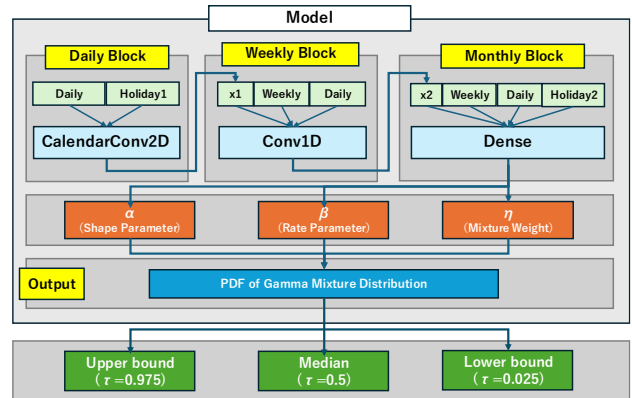 Model
Daily Block
Weekly Block
Monthly Block
Daily
Holiday1
x1
Weekly
Daily
x2
Weekly
Daily
Holiday2
CalendarConv2D
Conv1D
Dense
α
(Shape Parameter)
β
(Rate Parameter)
η
(Mixture Weight)
Output
PDF of Gamma Mixture Distribution
Upper bound
( τ =0.975)
Median
( τ =0.5)
Lower bound
( τ =0.025)